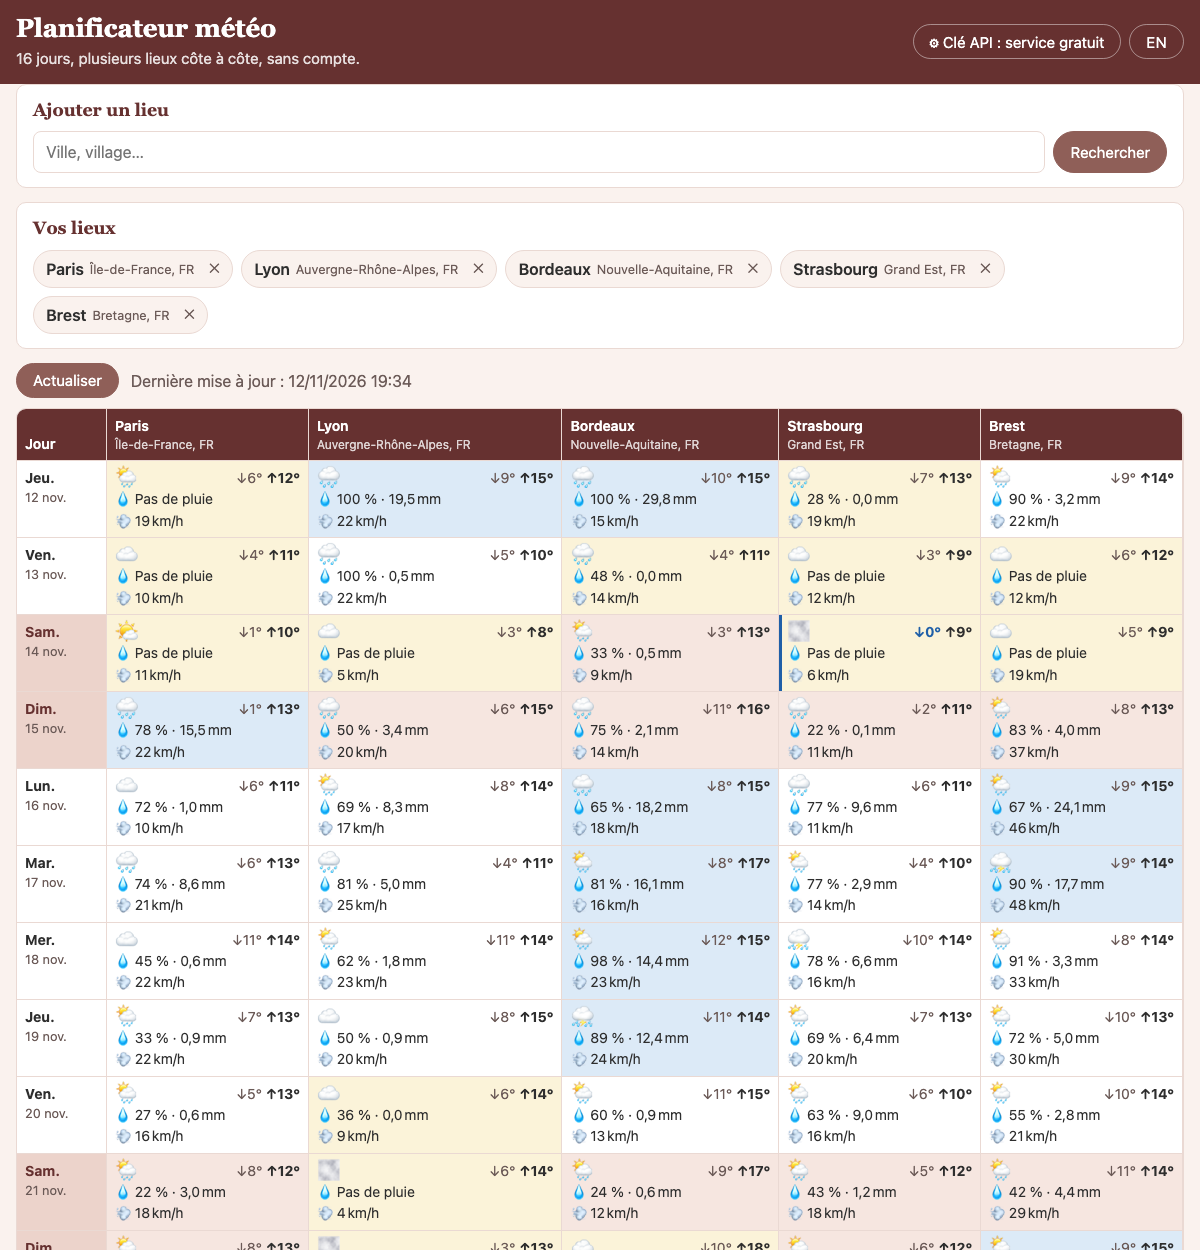 Planificateur météo
16 jours, plusieurs lieux côte à côte, sans compte.
Clé API : service gratuit
EN
Ajouter un lieu
Ville, village...
Rechercher
Vos lieux
Paris Île-de-France, FR ×
Lyon Auvergne-Rhône-Alpes, FR ×
Bordeaux Nouvelle-Aquitaine, FR ×
Strasbourg Grand Est, FR ×
Brest Bretagne, FR ×
Actualiser
Dernière mise à jour : 12/11/2026 19:34
Jour
Paris
Île-de-France, FR
Lyon
Auvergne-Rhône-Alpes, FR
Bordeaux
Nouvelle-Aquitaine, FR
Strasbourg
Grand Est, FR
Brest
Bretagne, FR
Jeu.
12 nov.
↓6° ↑12°
Pas de pluie
19 km/h
↓9° ↑15°
100 % · 19,5 mm
22 km/h
↓10° ↑15°
100 % · 29,8 mm
15 km/h
↓7° ↑13°
28 % · 0,0 mm
19 km/h
↓9° ↑14°
90 % · 3,2 mm
22 km/h
Ven.
13 nov.
↓4° ↑11°
Pas de pluie
10 km/h
↓5° ↑10°
100 % · 0,5 mm
22 km/h
↓4° ↑11°
48 % · 0,0 mm
14 km/h
↓3° ↑9°
Pas de pluie
12 km/h
↓6° ↑12°
Pas de pluie
12 km/h
Sam.
14 nov.
↓1° ↑10°
Pas de pluie
11 km/h
↓3° ↑8°
Pas de pluie
5 km/h
↓3° ↑13°
33 % · 0,5 mm
9 km/h
↓0° ↑9°
Pas de pluie
6 km/h
↓5° ↑9°
Pas de pluie
19 km/h
Dim.
15 nov.
↓1° ↑13°
78 % · 15,5 mm
22 km/h
↓6° ↑15°
50 % · 3,4 mm
20 km/h
↓11° ↑16°
75 % · 2,1 mm
14 km/h
↓2° ↑11°
22 % · 0,1 mm
11 km/h
↓8° ↑13°
83 % · 4,0 mm
37 km/h
Lun.
16 nov.
↓6° ↑11°
72 % · 1,0 mm
10 km/h
↓8° ↑14°
69 % · 8,3 mm
17 km/h
↓8° ↑15°
65 % · 18,2 mm
18 km/h
↓6° ↑11°
77 % · 9,6 mm
11 km/h
↓9° ↑15°
67 % · 24,1 mm
46 km/h
Mar.
17 nov.
↓6° ↑13°
74 % · 8,6 mm
21 km/h
↓4° ↑11°
81 % · 5,0 mm
25 km/h
↓8° ↑17°
81 % · 16,1 mm
16 km/h
↓4° ↑10°
77 % · 2,9 mm
14 km/h
↓9° ↑14°
90 % · 17,7 mm
48 km/h
Mer.
18 nov.
↓11° ↑14°
45 % · 0,6 mm
22 km/h
↓11° ↑14°
62 % · 1,8 mm
23 km/h
↓12° ↑15°
98 % · 14,4 mm
23 km/h
↓10° ↑14°
78 % · 6,6 mm
16 km/h
↓8° ↑14°
91 % · 3,3 mm
33 km/h
Jeu.
19 nov.
↓7° ↑13°
33 % · 0,9 mm
22 km/h
↓8° ↑15°
50 % · 0,9 mm
20 km/h
↓11° ↑14°
89 % · 12,4 mm
24 km/h
↓7° ↑13°
69 % · 6,4 mm
20 km/h
↓10° ↑13°
72 % · 5,0 mm
30 km/h
Ven.
20 nov.
↓5° ↑13°
27 % · 0,6 mm
16 km/h
↓6° ↑14°
36 % · 0,0 mm
9 km/h
↓11° ↑15°
60 % · 0,9 mm
13 km/h
↓6° ↑10°
63 % · 9,0 mm
16 km/h
↓10° ↑14°
55 % · 2,8 mm
21 km/h
Sam.
21 nov.
↓8° ↑12°
22 % · 3,0 mm
18 km/h
↓6° ↑14°
Pas de pluie
4 km/h
↓9° ↑17°
24 % · 0,6 mm
12 km/h
↓5° ↑12°
43 % · 1,2 mm
18 km/h
↓11° ↑14°
42 % · 4,4 mm
29 km/h
Dim.
↓8° ↑13°
↓3° ↑13°
↓10° ↑18°
↓6° ↑12°
↓9° ↑15°